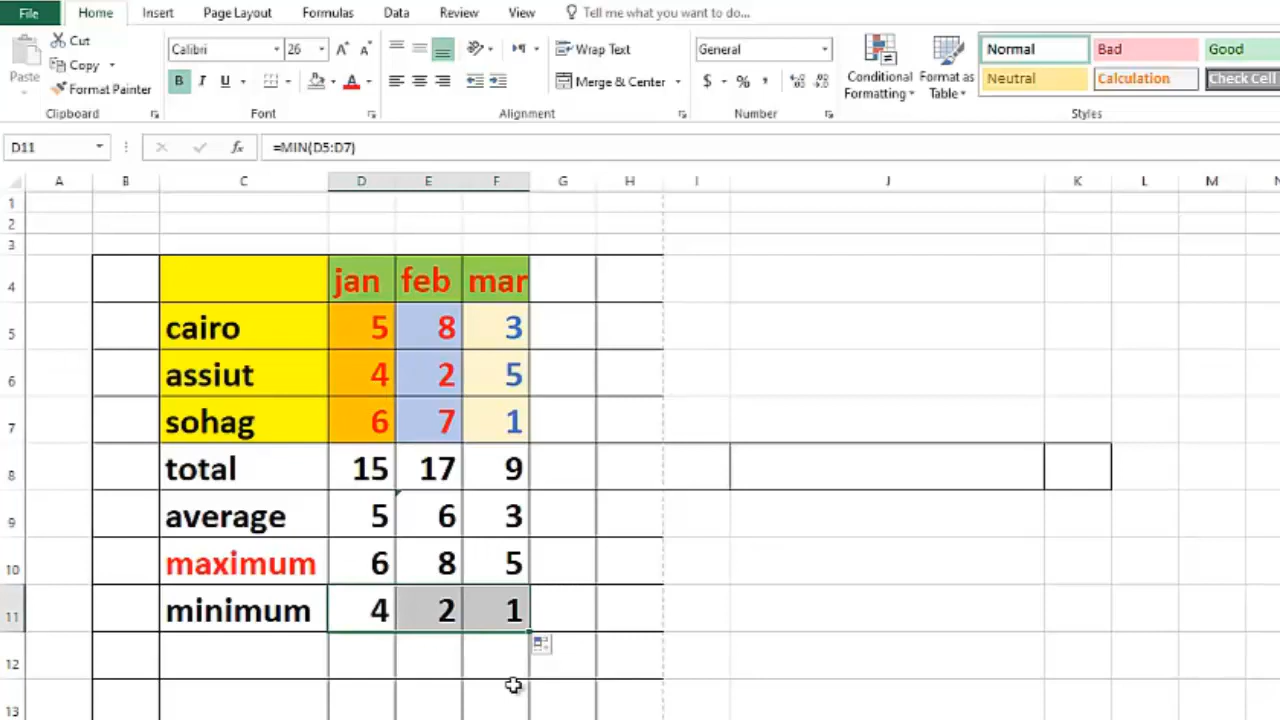 File Home Insert Page Layout Formulas Data Review View Tell me what you want to do...
Paste
Cut
Copy
Format Painter
Clipboard
Calibri 26 A A
B I U A
Font
Wrap Text
Merge & Center
Alignment
General
$ % ,
Number
Conditional Formatting
Format as Table
Normal Bad Good
Neutral Calculation Check Cell
Styles
D11 fx =MIN(D5:D7)
A B C D E F G H I J K L M N
1
2
3
4 jan feb mar
5 cairo 5 8 3
6 assiut 4 2 5
7 sohag 6 7 1
8 total 15 17 9
9 average 5 6 3
10 maximum 6 8 5
11 minimum 4 2 1
12
13